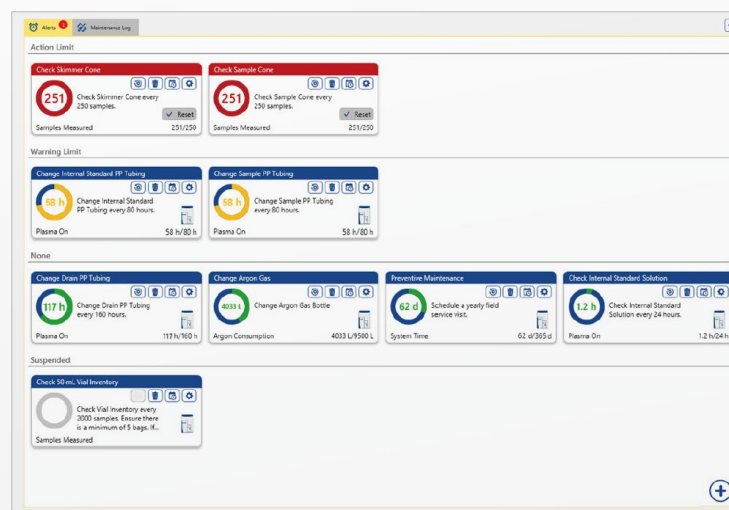 Alerts 2 Maintenance Log
Action Limit
Check Skimmer Cone
251
Check Skimmer Cone every
250 samples.
Reset
Samples Measured 251/250
Check Sample Cone
251
Check Sample Cone every
250 samples.
Reset
Samples Measured 251/250
Warning Limit
Change Internal Standard PP Tubing
58 h
Change Internal Standard
PP Tubing every 80 hours.
Plasma On 58 h/80 h
Change Sample PP Tubing
58 h
Change Sample PP Tubing
every 80 hours.
Plasma On 58 h/80 h
None
Change Drain PP Tubing
117 h
Change Drain PP Tubing
every 160 hours.
Plasma On 117 h/160 h
Change Argon Gas
4033 L
Change Argon Gas Bottle
Argon Consumption 4033 L/9500 L
Preventive Maintenance
62 d
Schedule a yearly field
service visit.
System Time 62 d/365 d
Check Internal Standard Solution
1.2 h
Check Internal Standard
Solution every 24 hours.
Plasma On 1.2 h/24 h
Suspended
Check 50 mL Vial Inventory
Check Vial Inventory every
2000 samples. Ensure there
is a minimum of 5 bags. If...
Samples Measured